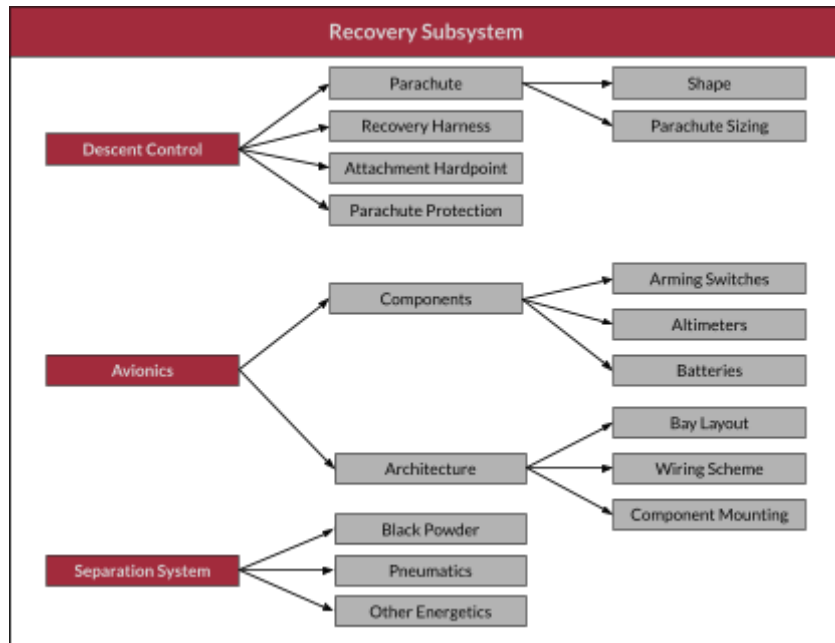 Recovery Subsystem
Descent Control
Parachute
Recovery Harness
Attachment Hardpoint
Parachute Protection
Shape
Parachute Sizing
Avionics
Components
Arming Switches
Altimeters
Batteries
Architecture
Bay Layout
Wiring Scheme
Component Mounting
Separation System
Black Powder
Pneumatics
Other Energetics